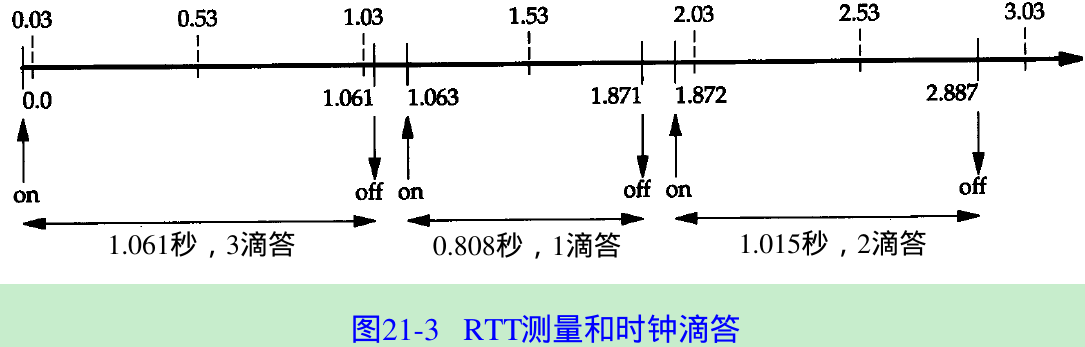 0.03 0.53 1.03 1.53 2.03 2.53 3.03
0.0 1.061 1.063 1.871 1.872 2.887
on off on off on off
1.061秒，3滴答 0.808秒，1滴答 1.015秒，2滴答
图21-3 RTT测量和时钟滴答